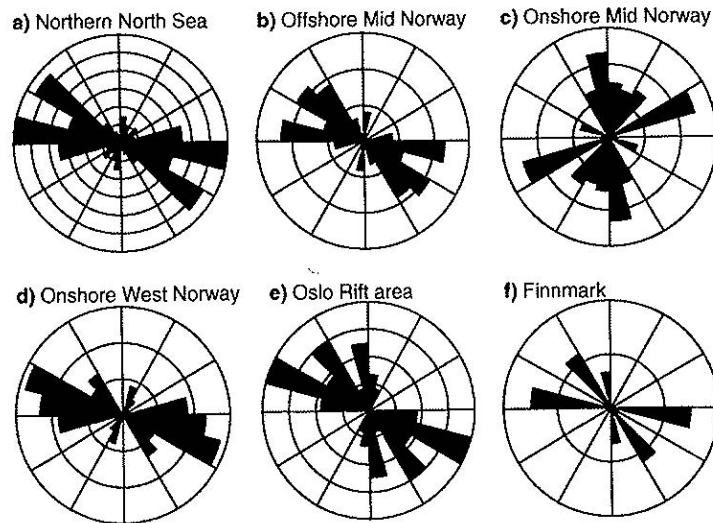 a) Northern North Sea
b) Offshore Mid Norway
c) Onshore Mid Norway
d) Onshore West Norway
e) Oslo Rift area
f) Finnmark